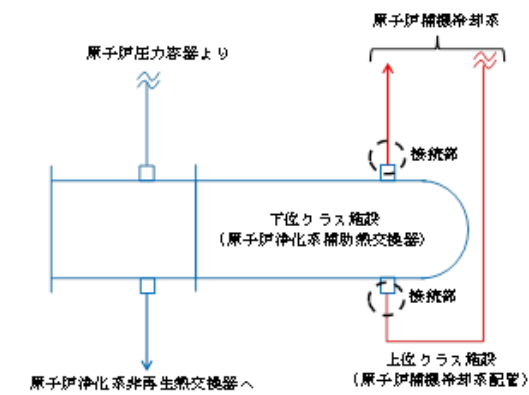 原子炉補機冷却系
原子炉圧力容器より
接続部
下位クラス施設
（原子炉浄化系補助熱交換器）
接続部
上位クラス施設
（原子炉補機冷却系配管）
原子炉浄化系非再生熱交換器へ